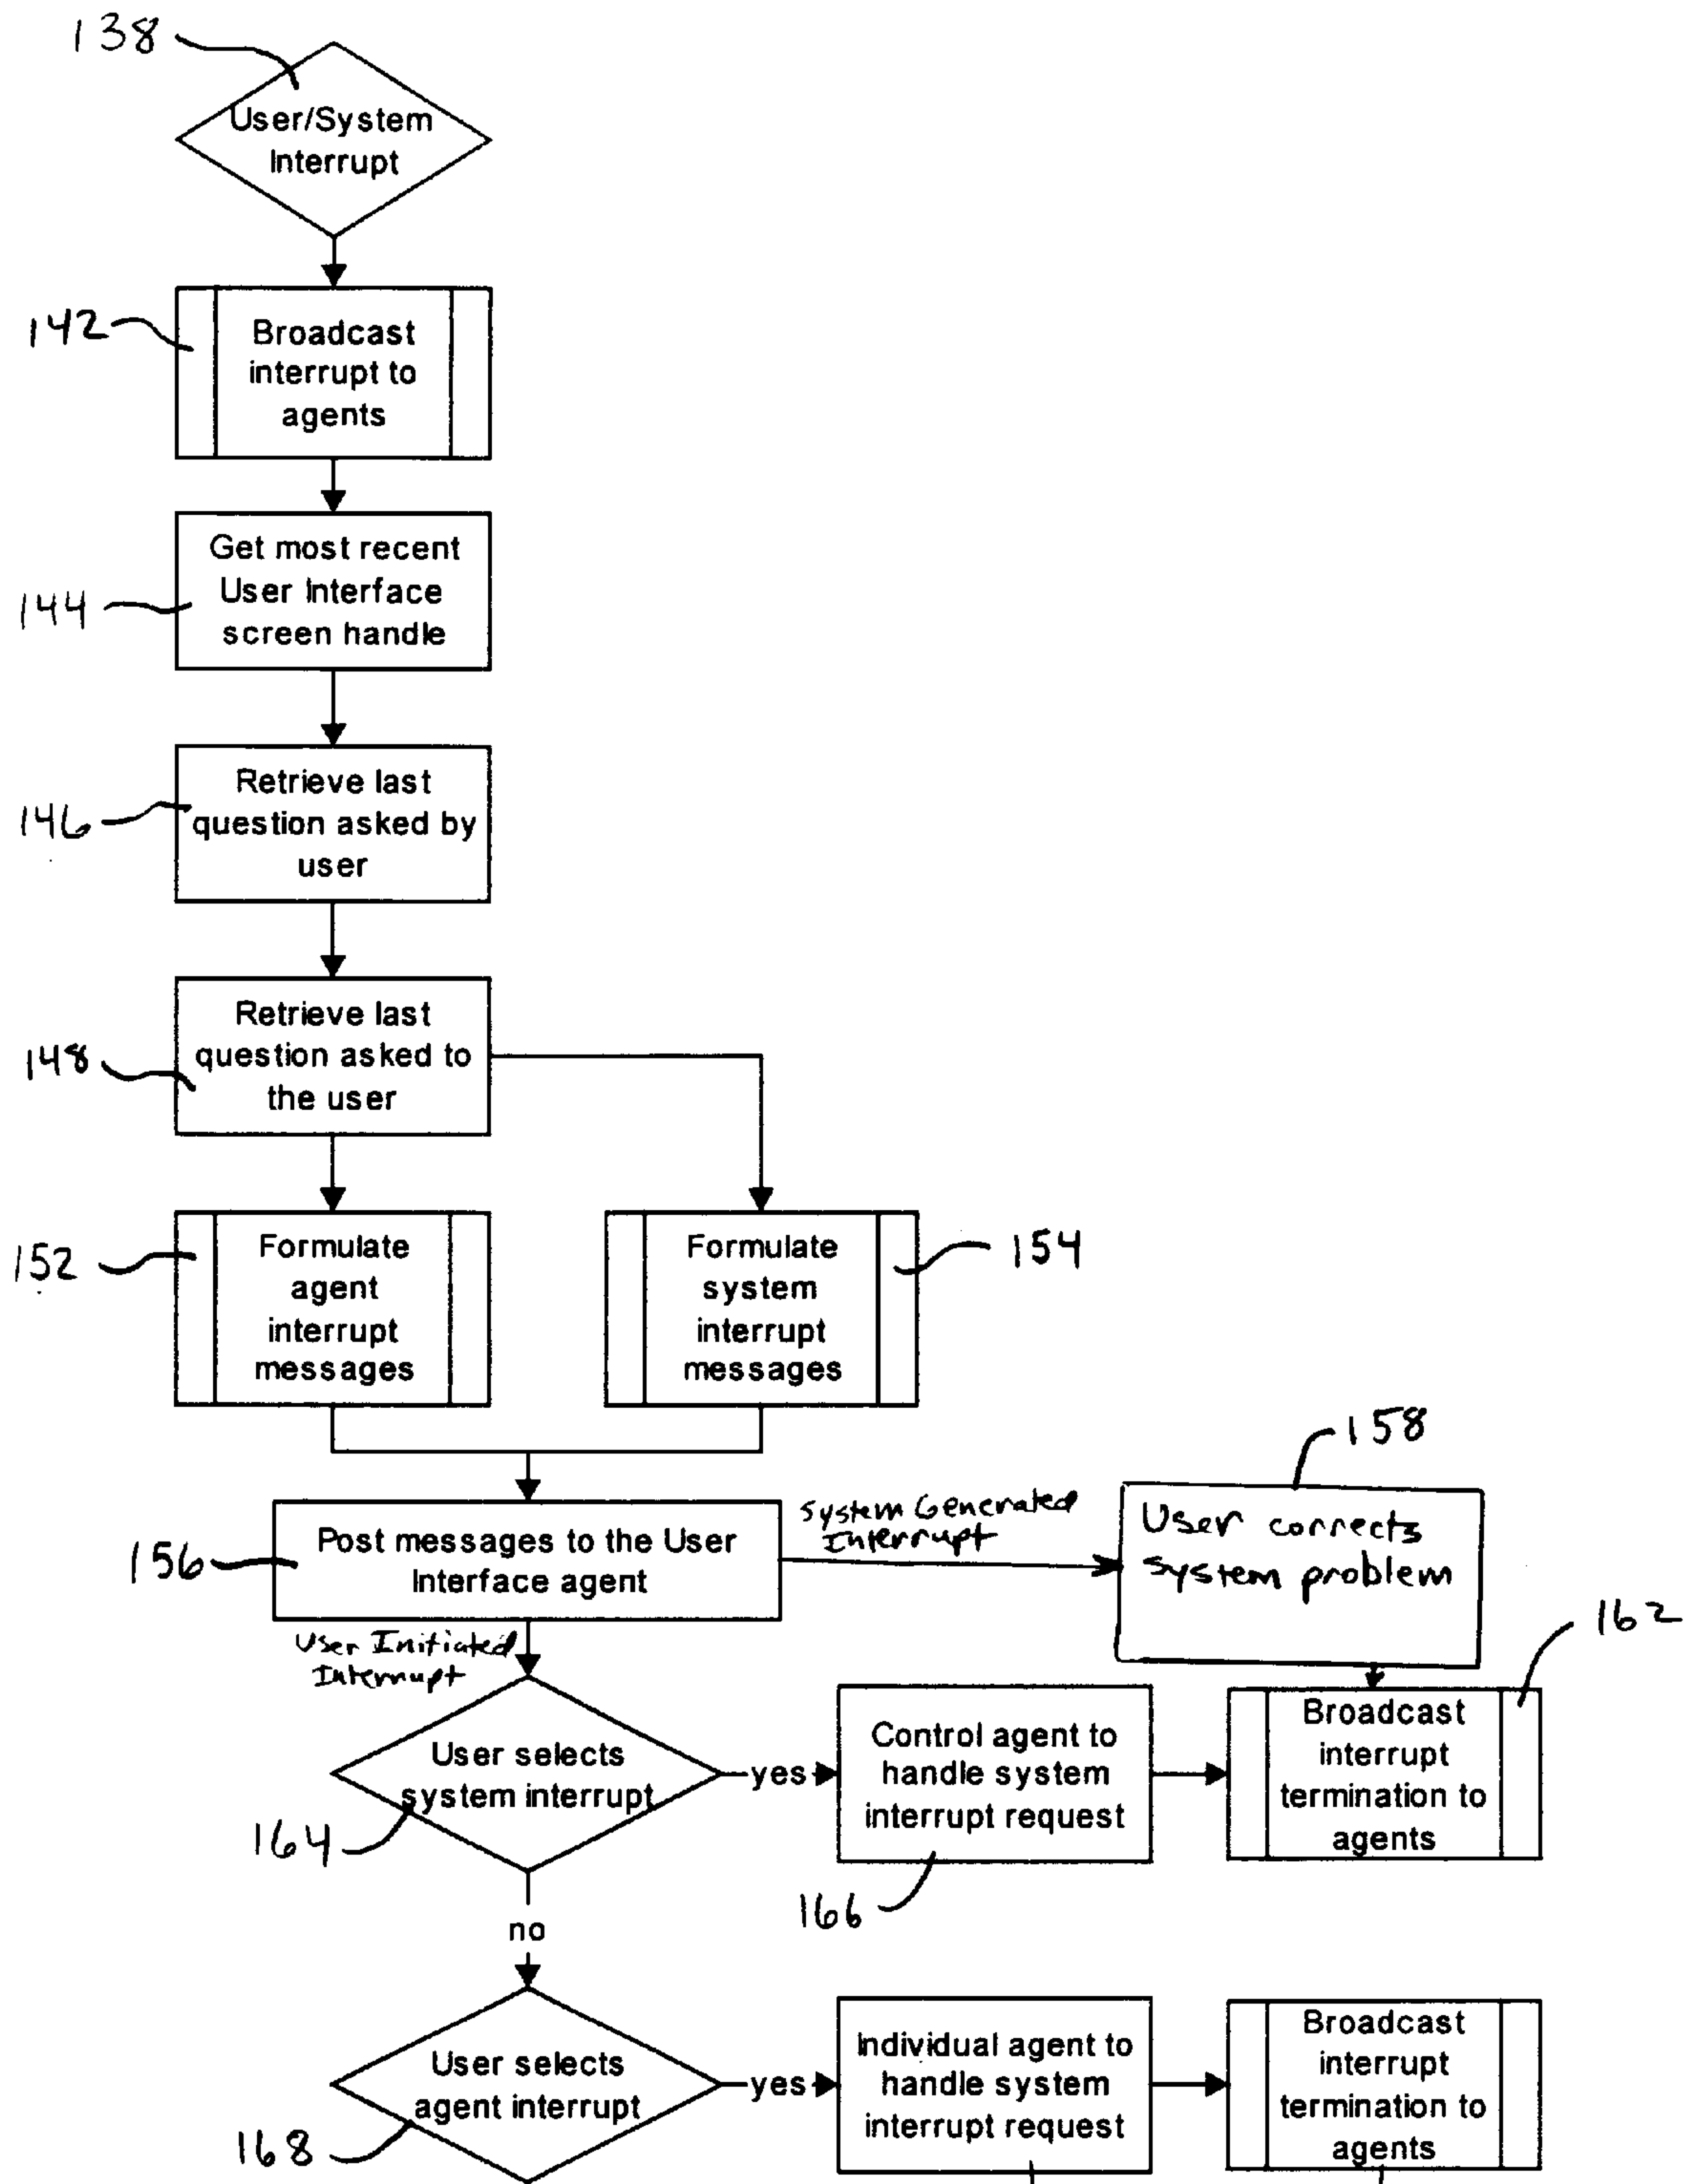 138
User/System
Interrupt
142
Broadcast
interrupt to
agents
144
Get most recent
User Interface
screen handle
146
Retrieve last
question asked by
user
148
Retrieve last
question asked to
the user
152
Formulate
agent
interrupt
messages
Formulate
system
interrupt
messages
154
156
Post messages to the User
Interface agent
System Generated
Interrupt
158
User corrects
system problem
162
User Initiated
Interrupt
164
User selects
system interrupt
yes
Control agent to
handle system
interrupt request
166
Broadcast
interrupt
termination to
agents
no
168
User selects
agent interrupt
yes
Individual agent to
handle system
interrupt request
Broadcast
interrupt
termination to
agents